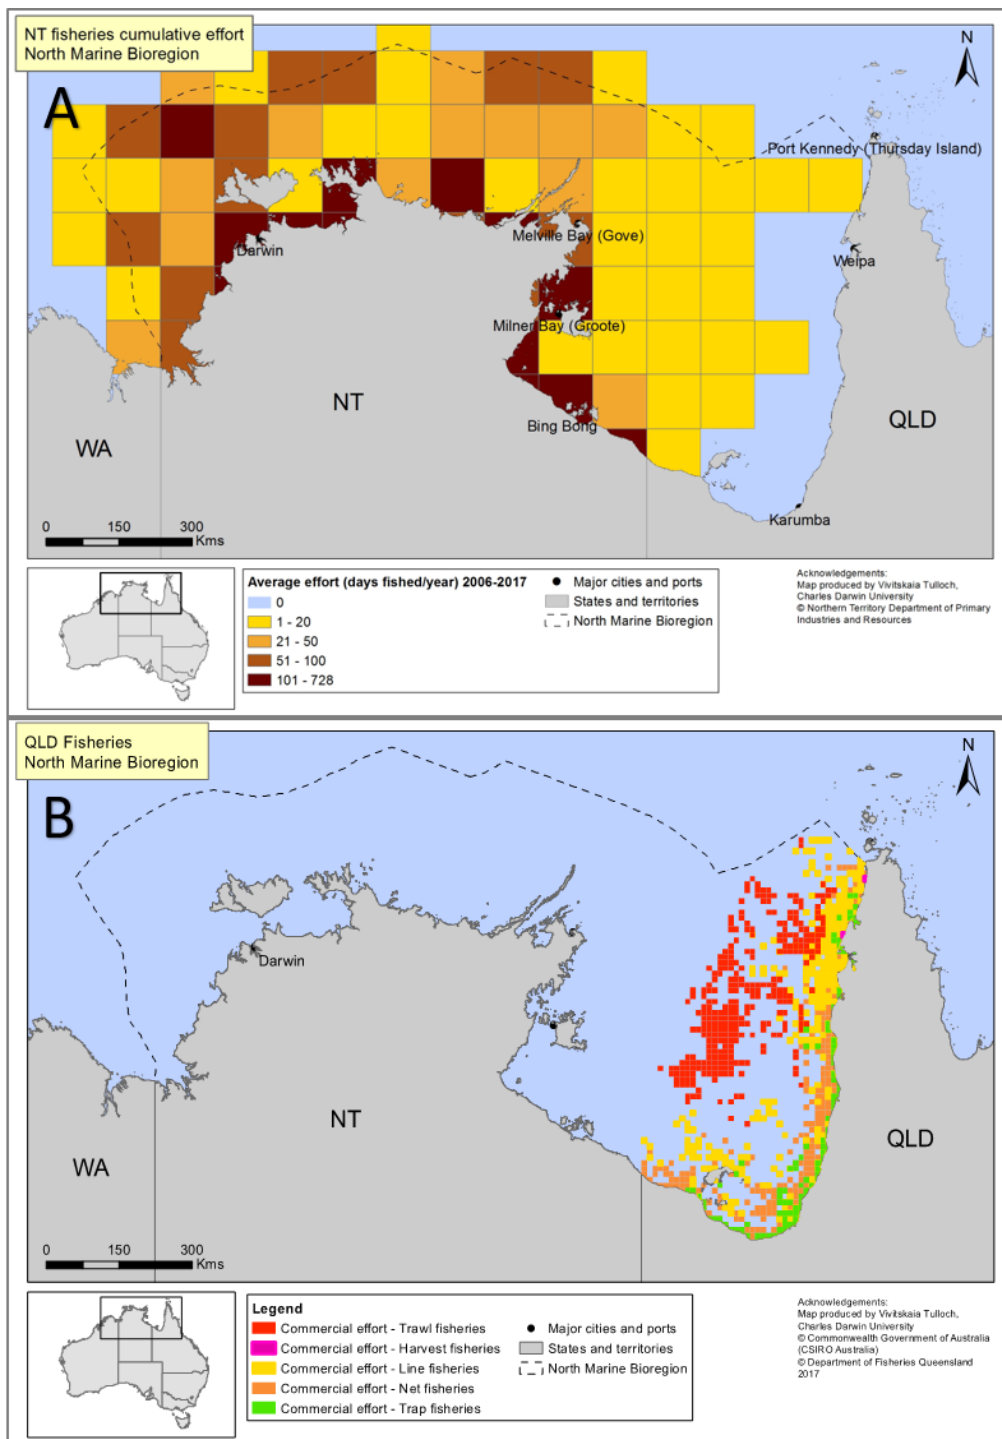 NT fisheries cumulative effort
North Marine Bioregion
N
A
Port Kennedy (Thursday Island)
Melville Bay (Gove)
Darwin
Weipa
Milner Bay (Groote)
NT
QLD
Bing Bong
WA
Karumba
0 150 300
Kms
Average effort (days fished/year) 2006-2017
0
1 - 20
21 - 50
51 - 100
101 - 728
Major cities and ports
States and territories
North Marine Bioregion
Acknowledgements:
Map produced by Vivitskaia Tulloch,
Charles Darwin University
© Northern Territory Department of Primary
Industries and Resources
QLD Fisheries
North Marine Bioregion
N
B
Darwin
NT
QLD
WA
0 150 300
Kms
Legend
Commercial effort - Trawl fisheries
Commercial effort - Harvest fisheries
Commercial effort - Line fisheries
Commercial effort - Net fisheries
Commercial effort - Trap fisheries
Major cities and ports
States and territories
North Marine Bioregion
Acknowledgements:
Map produced by Vivitskaia Tulloch,
Charles Darwin University
© Commonwealth Government of Australia
(CSIRO Australia)
© Department of Fisheries Queensland
2017